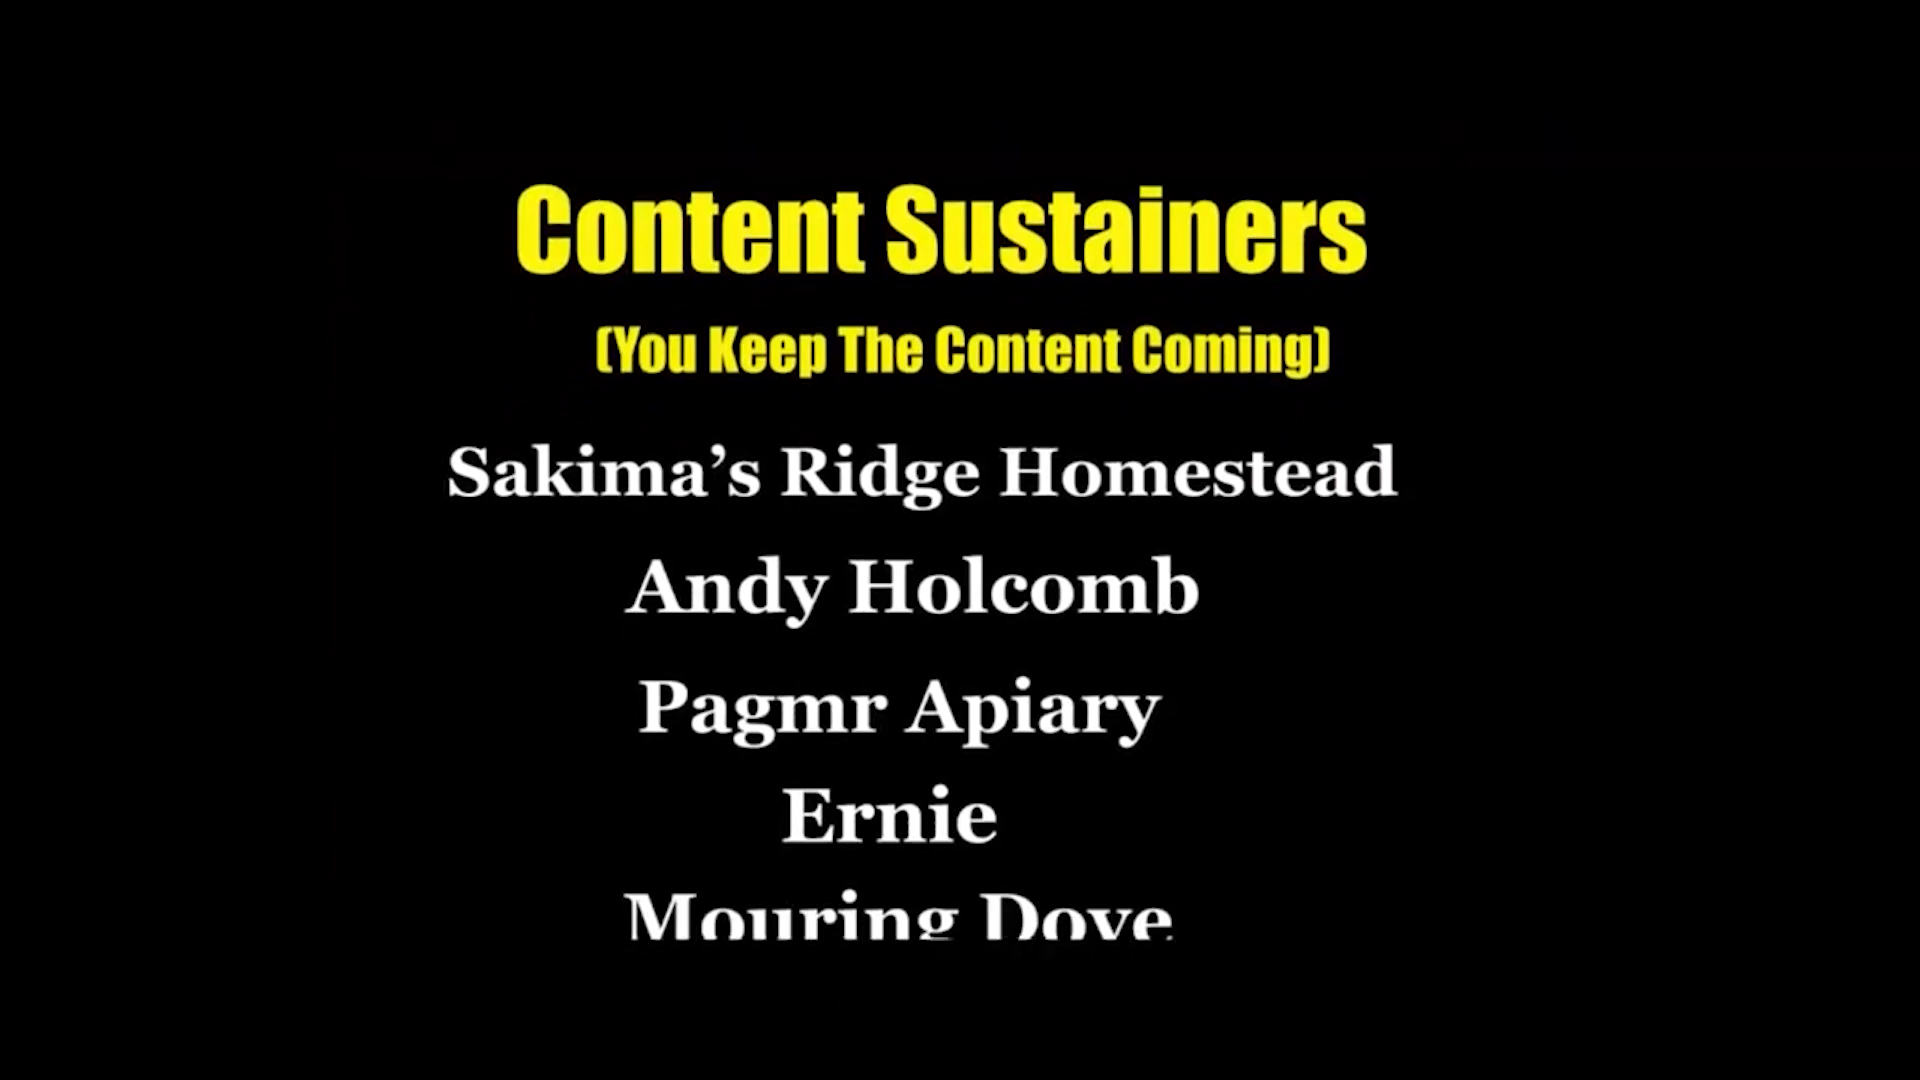 Content Sustainers
(You Keep The Content Coming)
Sakima’s Ridge Homestead
Andy Holcomb
Pagmr Apiary
Ernie
Mouring Dove